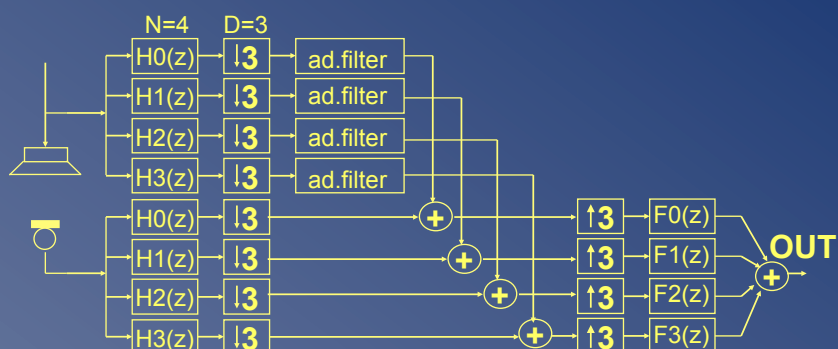 N=4 D=3
H0(z) ↓3 ad.filter
H1(z) ↓3 ad.filter
H2(z) ↓3 ad.filter
H3(z) ↓3 ad.filter
H0(z) ↓3 + ↑3 F0(z)
OUT
H1(z) ↓3 + ↑3 F1(z)
+
H2(z) ↓3 + ↑3 F2(z)
H3(z) ↓3 + ↑3 F3(z)